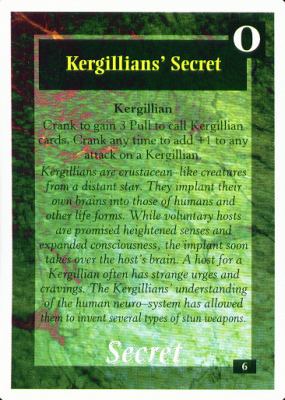 O
Kergillians' Secret
Kergillian
Crank to gain 3 Pull to call Kergillian
cards. Crank any time to add +1 to any
attack on a Kergillian.
Kergillians are crustacean-like creatures
from a distant star. They implant their
own brains into those of humans and
other life-forms. While voluntary hosts
are promised heightened senses and
expanded consciousness, the implant soon
takes over the host's brain. A host for a
Kergillian often has strange urges and
cravings. The Kergillians' understanding
of the human neuro-system has allowed
them to invent several types of stun weapons.
Secret
6